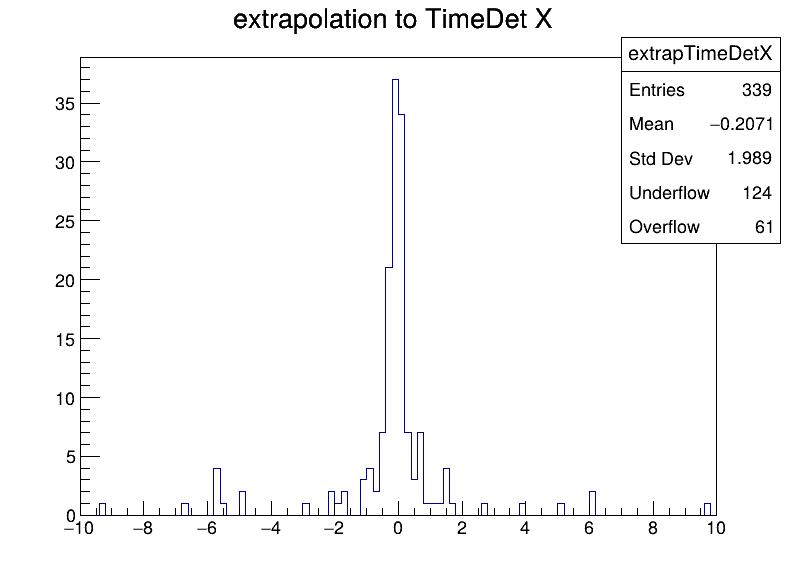 extrapolation to TimeDet X
extrapTimeDetX
Entries 339
Mean −0.2071
Std Dev 1.989
Underflow 124
Overflow 61
35
30
25
20
15
10
5
0
−10 −8 −6 −4 −2 0 2 4 6 8 10